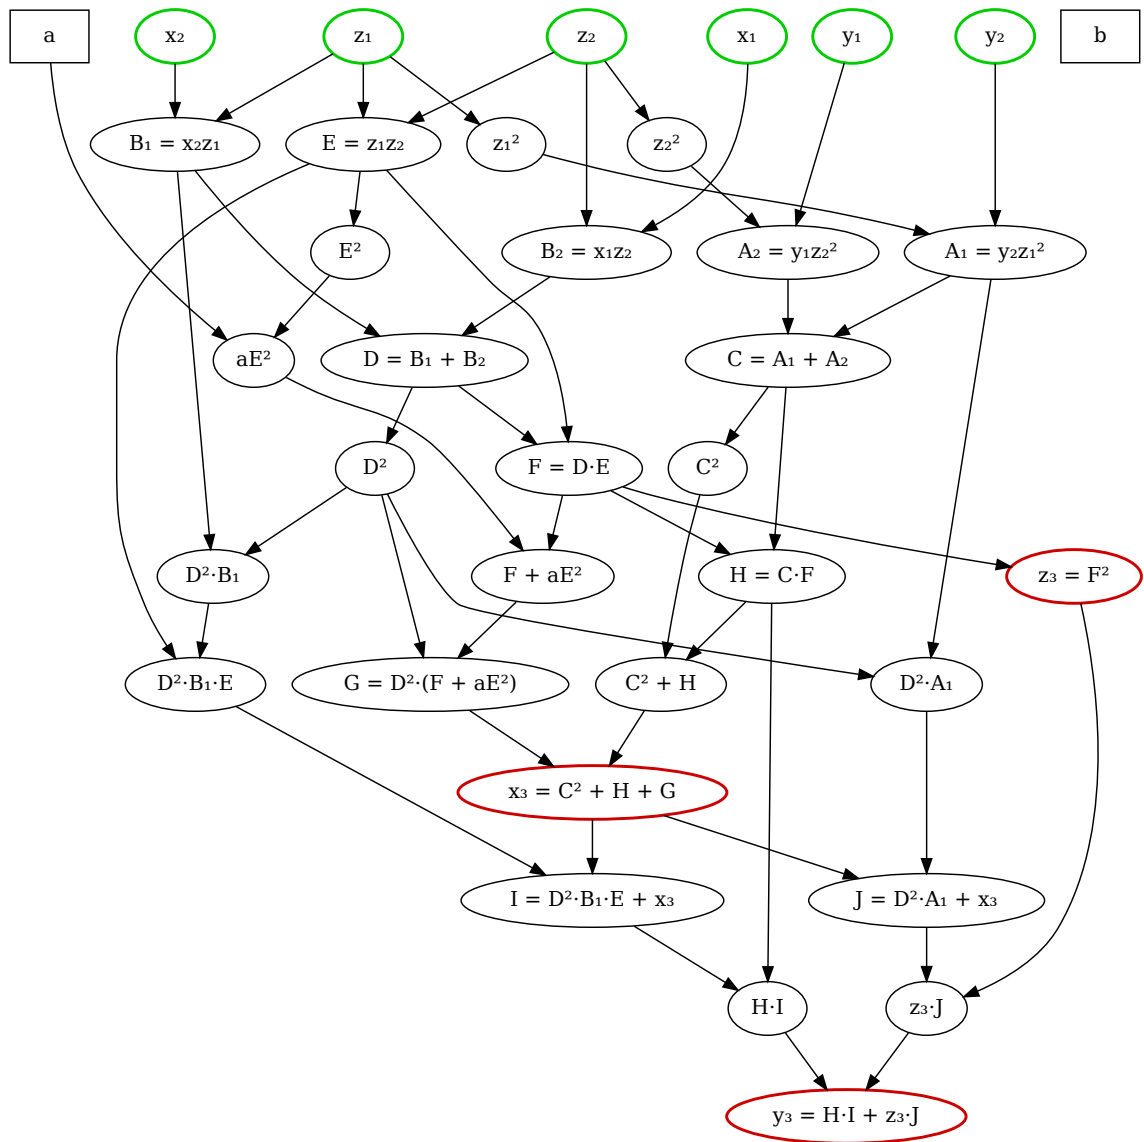 a
x₂
z₁
z₂
x₁
y₁
y₂
b
B₁ = x₂z₁
E = z₁z₂
z₁²
z₂²
E²
B₂ = x₁z₂
A₂ = y₁z₂²
A₁ = y₂z₁²
aE²
D = B₁ + B₂
C = A₁ + A₂
D²
F = D·E
C²
D²·B₁
F + aE²
H = C·F
z₃ = F²
D²·B₁·E
G = D²·(F + aE²)
C² + H
D²·A₁
x₃ = C² + H + G
I = D²·B₁·E + x₃
J = D²·A₁ + x₃
H·I
z₃·J
y₃ = H·I + z₃·J